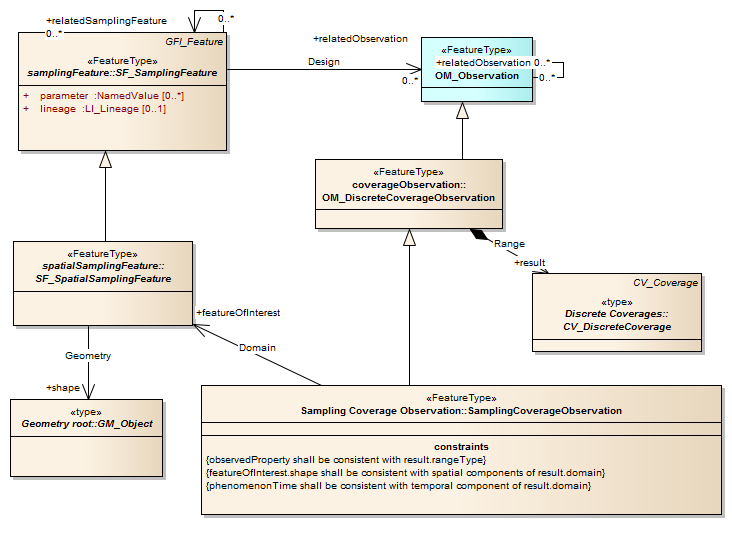 +relatedSamplingFeature
0..*
0..*
GFI_Feature
«FeatureType»
samplingFeature::SF_SamplingFeature
+ parameter :NamedValue [0..*]
+ lineage :LI_Lineage [0..1]
+relatedObservation
Design
0..*
«FeatureType»
+relatedObservation 0..*
OM_Observation
0..*
«FeatureType»
coverageObservation::
OM_DiscreteCoverageObservation
Range
+result
«FeatureType»
spatialSamplingFeature::
SF_SpatialSamplingFeature
CV_Coverage
«type»
Discrete Coverages::
CV_DiscreteCoverage
+featureOfInterest
Domain
Geometry
+shape
«type»
Geometry root::GM_Object
«FeatureType»
Sampling Coverage Observation::SamplingCoverageObservation
constraints
{observedProperty shall be consistent with result.rangeType}
{featureOfInterest.shape shall be consistent with spatial components of result.domain}
{phenomenonTime shall be consistent with temporal component of result.domain}